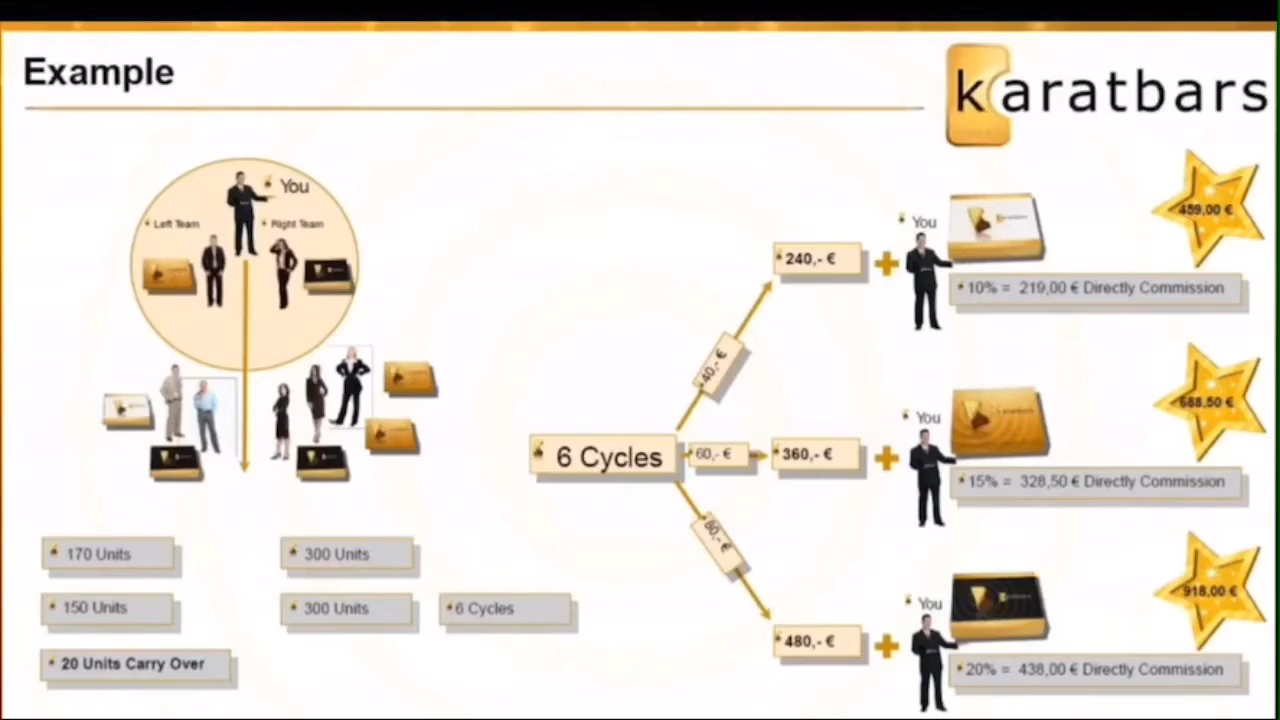 Example
karatbars
You
Left Team
Right Team
170 Units
300 Units
150 Units
300 Units
6 Cycles
20 Units Carry Over
6 Cycles
40,- €
240,- €
You
10% = 219,00 € Directly Commission
459,00 €
60,- €
360,- €
You
15% = 328,50 € Directly Commission
688,50 €
80,- €
480,- €
You
20% = 438,00 € Directly Commission
918,00 €